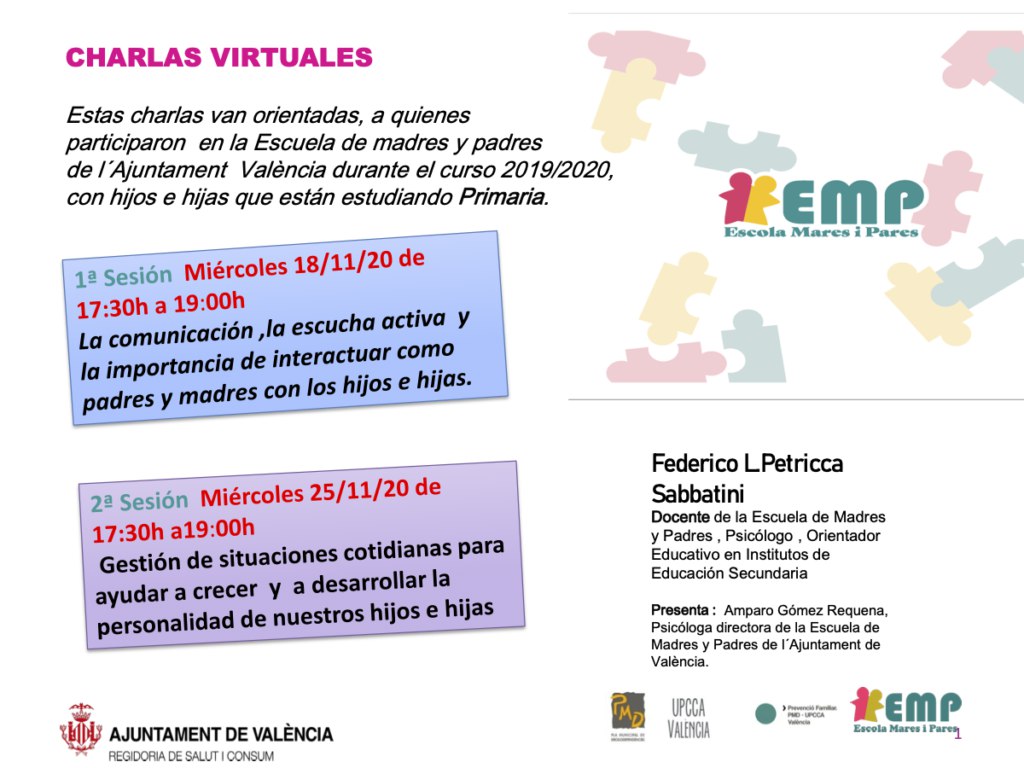 CHARLAS VIRTUALES
Estas charlas van orientadas, a quienes
participaron en la Escuela de madres y padres
de l´Ajuntament València durante el curso 2019/2020,
con hijos e hijas que están estudiando Primaria.
1ª Sesión Miércoles 18/11/20 de
17:30h a 19:00h
La comunicación ,la escucha activa y
la importancia de interactuar como
padres y madres con los hijos e hijas.
2ª Sesión Miércoles 25/11/20 de
17:30h a19:00h
Gestión de situaciones cotidianas para
ayudar a crecer y a desarrollar la
personalidad de nuestros hijos e hijas
AJUNTAMENT DE VALÈNCIA
REGIDORIA DE SALUT I CONSUM
EMP
Escola Mares i Pares
Federico L.Petricca
Sabbatini
Docente de la Escuela de Madres
y Padres , Psicólogo , Orientador
Educativo en Institutos de
Educación Secundaria
Presenta : Amparo Gómez Requena,
Psicóloga directora de la Escuela de
Madres y Padres de l´Ajuntament de
València.
PMD
UPCCA
VALÈNCIA
Prevenció Famílies
PMD - UPCCA
València
EMP
Escola Mares i Pares
1